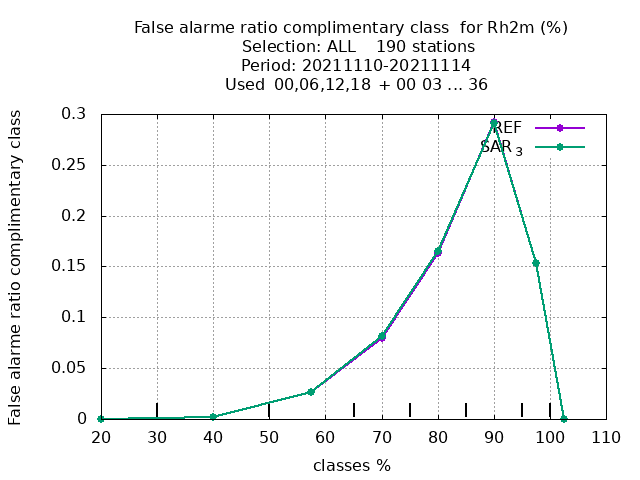 False alarme ratio complimentary class  for Rh2m (%)
Selection: ALL    190 stations
Period: 20211110-20211114
Used  00,06,12,18  + 00 03 ... 36
False alarme ratio complimentary class
0.3
0.25
0.2
0.15
0.1
0.05
0
REF
SAR 3
20 30 40 50 60 70 80 90 100 110
classes %